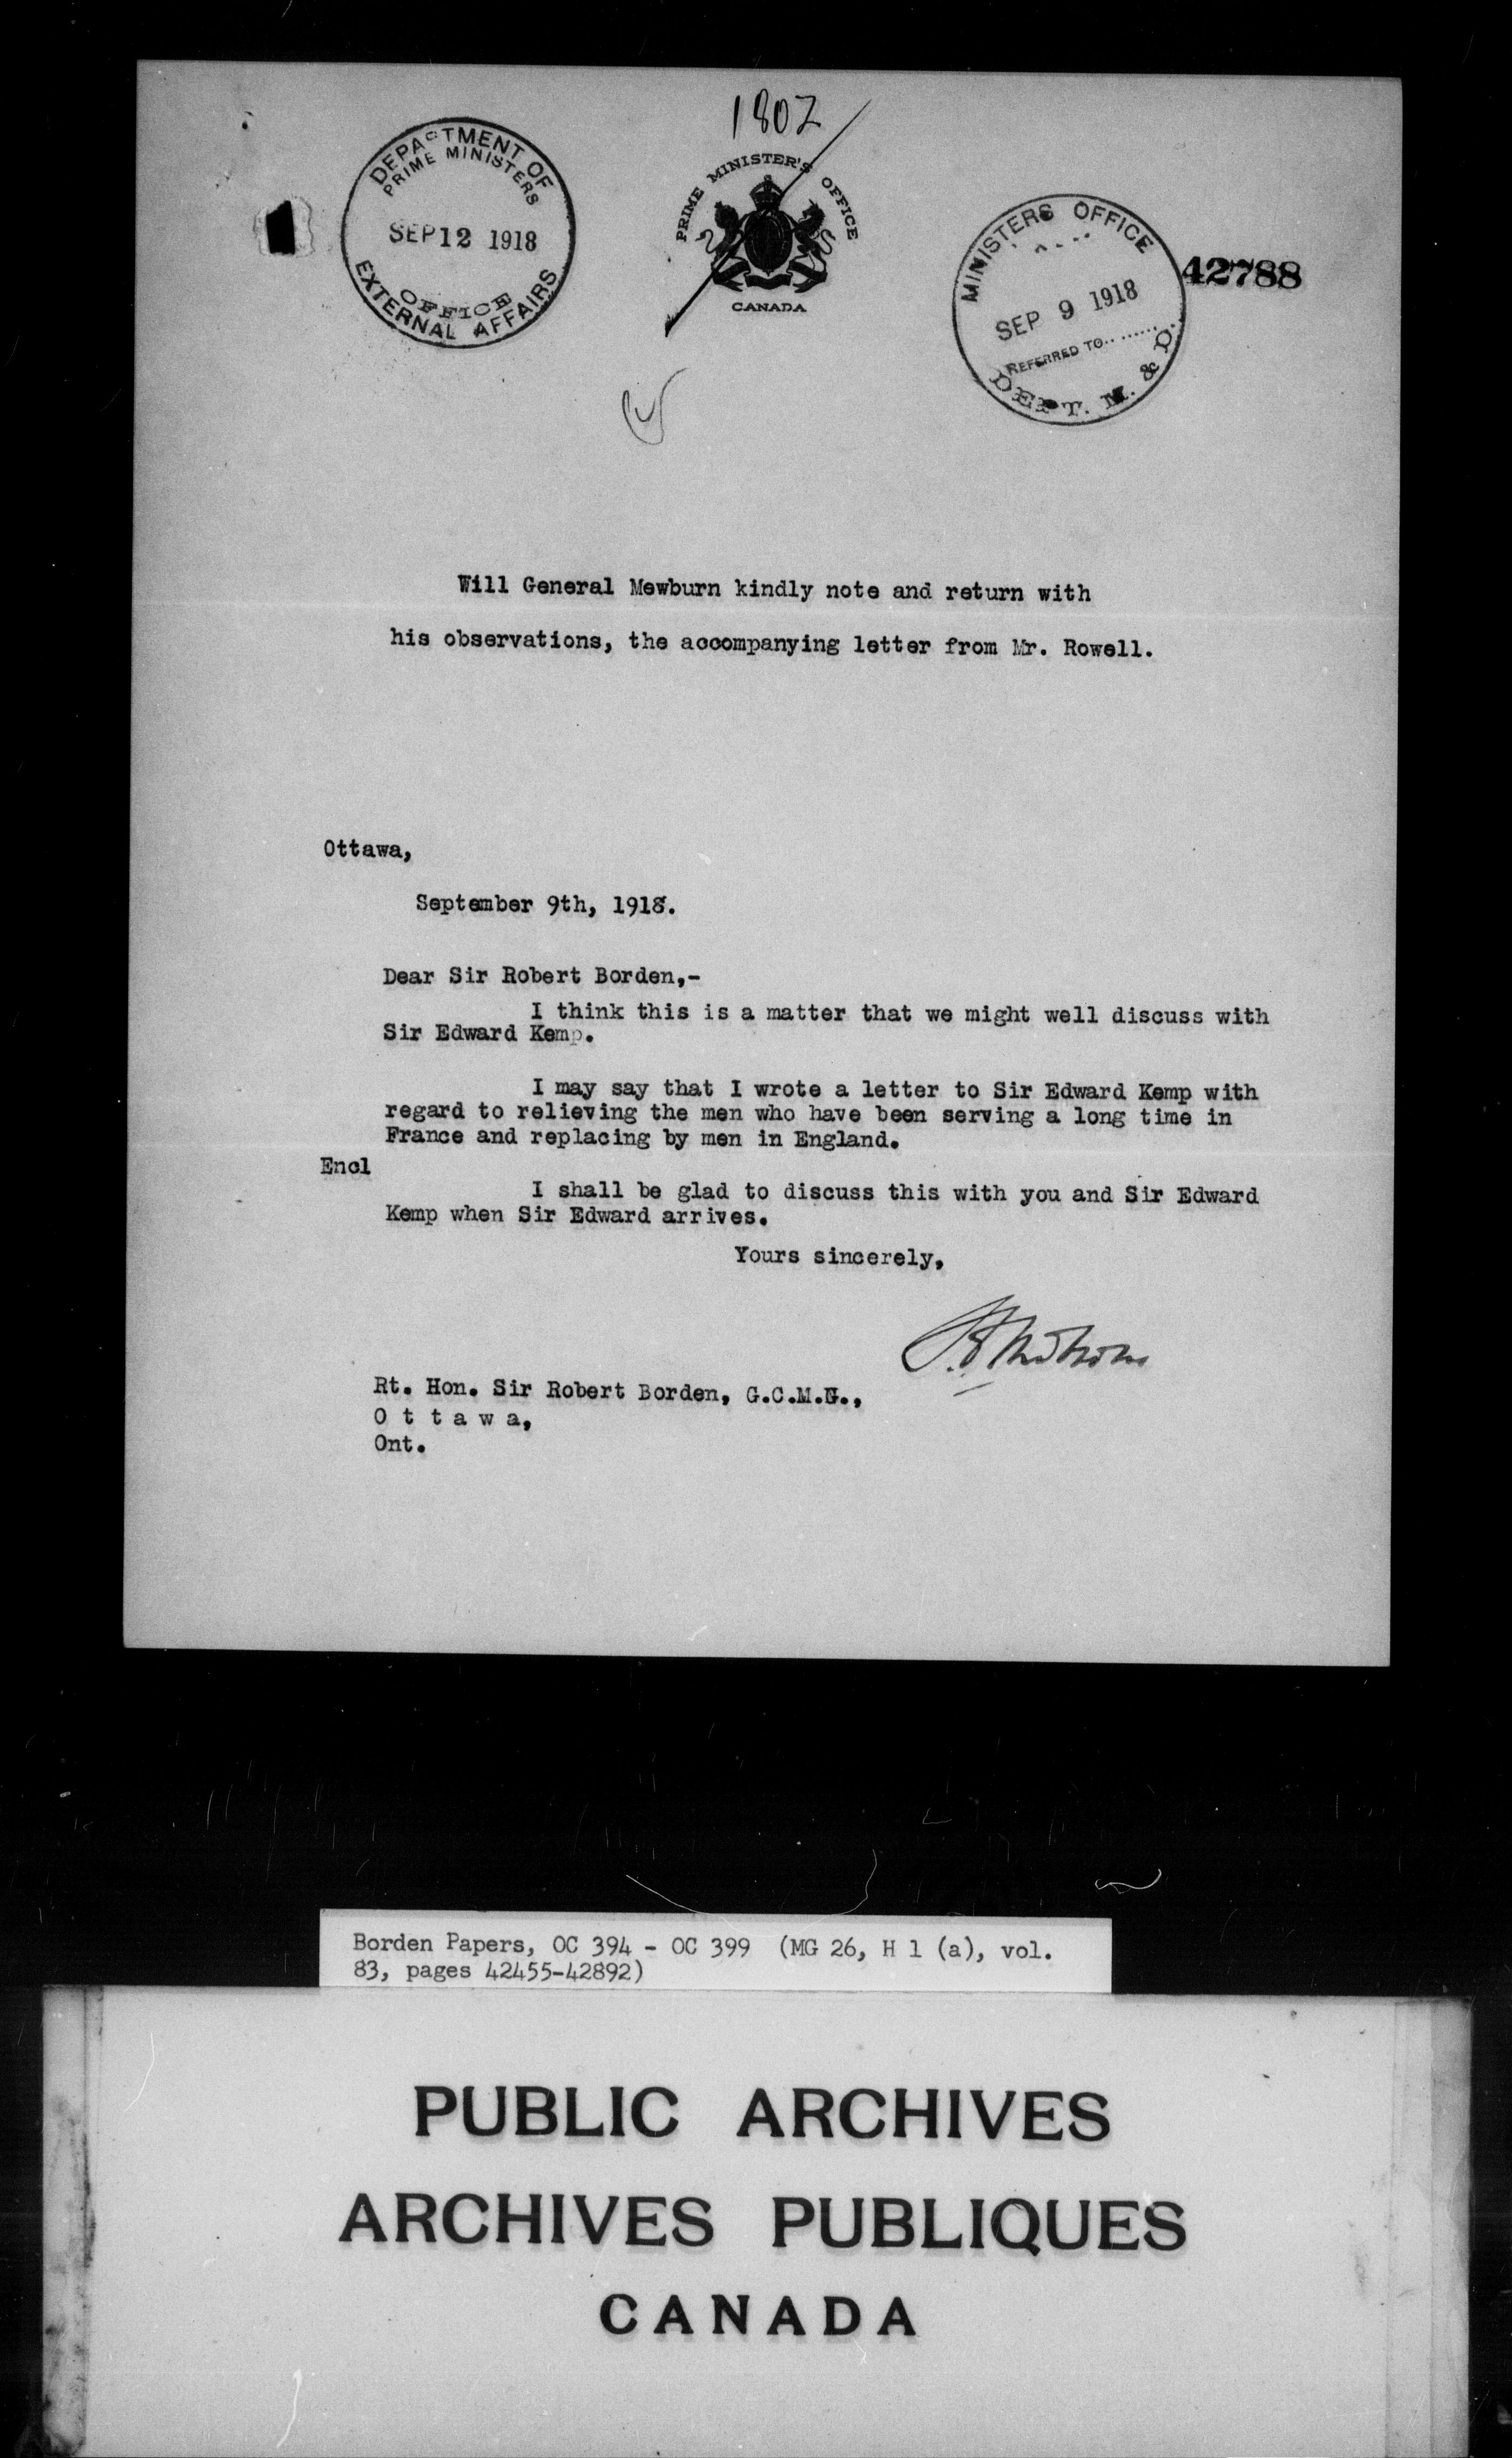 1802
DEPARTMENT OF
PRIME MINISTERS
SEP 12 1918
OFFICE
EXTERNAL AFFAIRS
PRIME MINISTER'S OFFICE
CANADA
MINISTERS OFFICE
SEP 9 1918
REFERRED TO
DEPT. M. & D.
42788
Will General Mewburn kindly note and return with
his observations, the accompanying letter from Mr. Rowell.
Ottawa,
September 9th, 1918.
Dear Sir Robert Borden,-
I think this is a matter that we might well discuss with
Sir Edward Kemp.
I may say that I wrote a letter to Sir Edward Kemp with
regard to relieving the men who have been serving a long time in
France and replacing by men in England.
Encl
I shall be glad to discuss this with you and Sir Edward
Kemp when Sir Edward arrives.
Yours sincerely,
Rt. Hon. Sir Robert Borden, G.C.M.G.,
O t t a w a,
Ont.
Borden Papers, OC 394 - OC 399 (MG 26, H 1 (a), vol.
83, pages 42455-42892)
PUBLIC ARCHIVES
ARCHIVES PUBLIQUES
CANADA